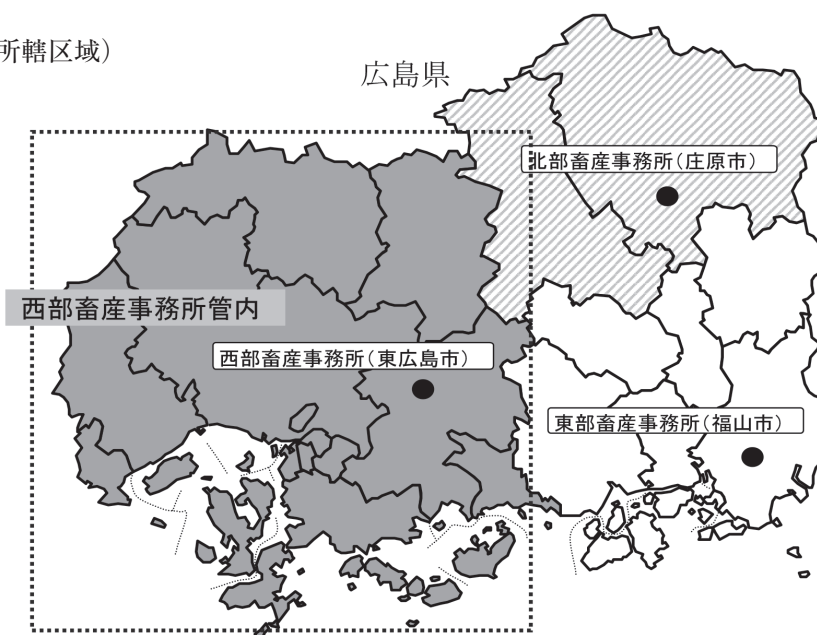 所轄区域）
広島県
北部畜産事務所（庄原市）
西部畜産事務所管内
西部畜産事務所（東広島市）
東部畜産事務所（福山市）